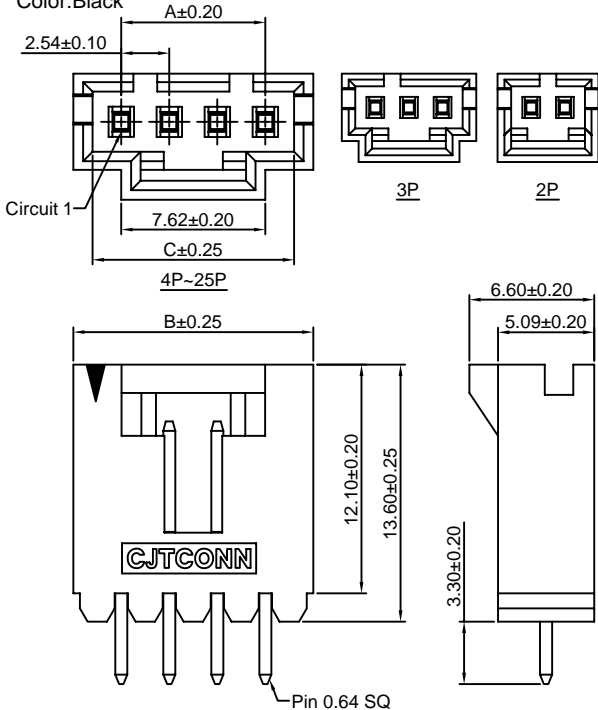 Color:Black
A±0.20
2.54±0.10
Circuit 1
7.62±0.20
C±0.25
4P~25P
3P
2P
6.60±0.20
5.09±0.20
B±0.25
12.10±0.20
13.60±0.25
3.30±0.20
CJTCONN
Pin 0.64 SQ